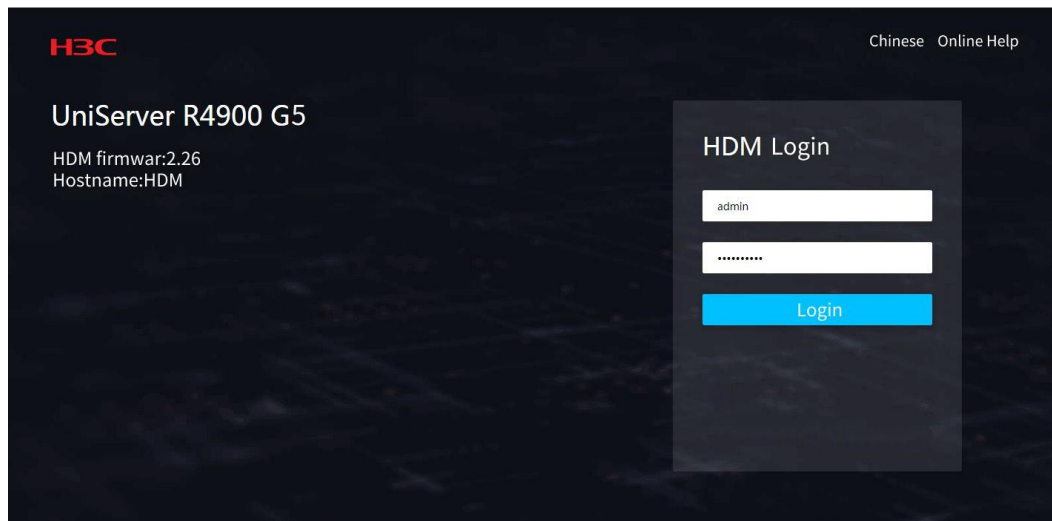 H3C
Chinese Online Help
UniServer R4900 G5
HDM firmwar:2.26
Hostname:HDM
HDM Login
admin
••••••••••
Login